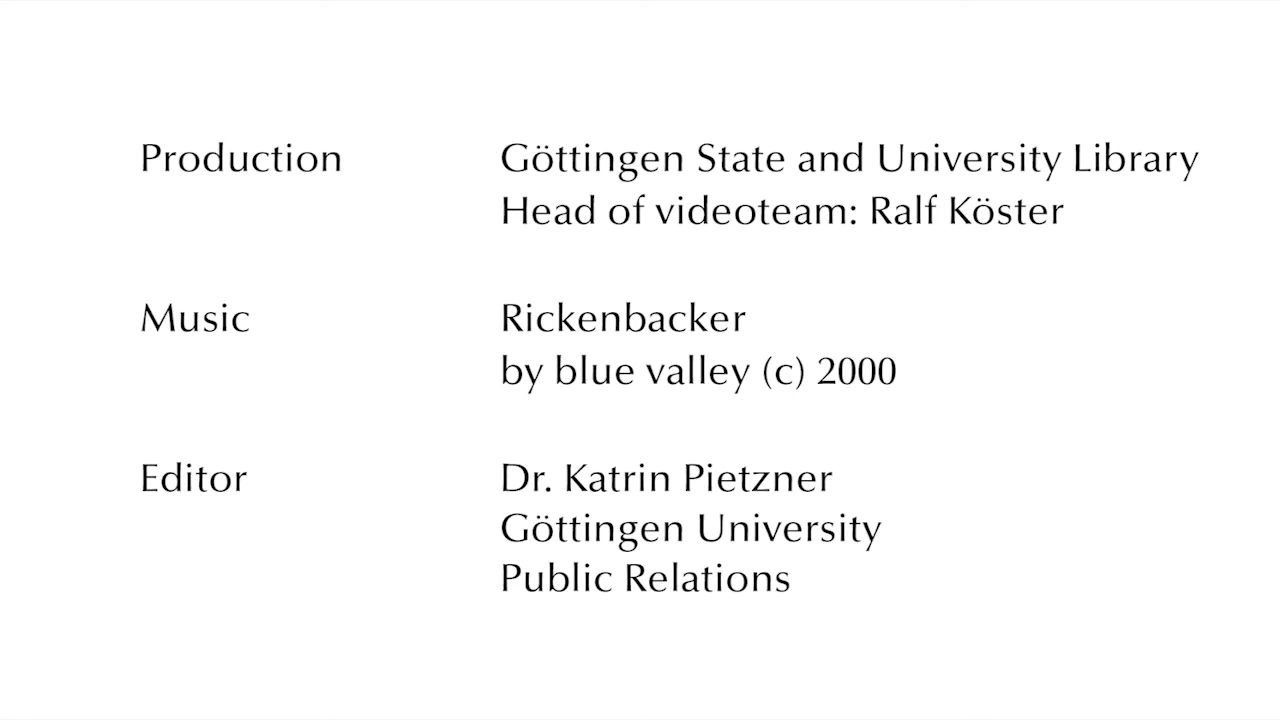 Production Göttingen State and University Library
Head of videoteam: Ralf Köster
Music Rickenbacker
by blue valley (c) 2000
Editor Dr. Katrin Pietzner
Göttingen University
Public Relations